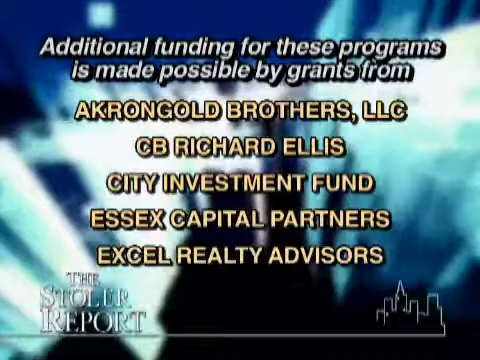 Additional funding for these programs
is made possible by grants from
AKRONGOLD BROTHERS, LLC
CB RICHARD ELLIS
CITY INVESTMENT FUND
ESSEX CAPITAL PARTNERS
EXCEL REALTY ADVISORS
THE
STOLER
REPORT